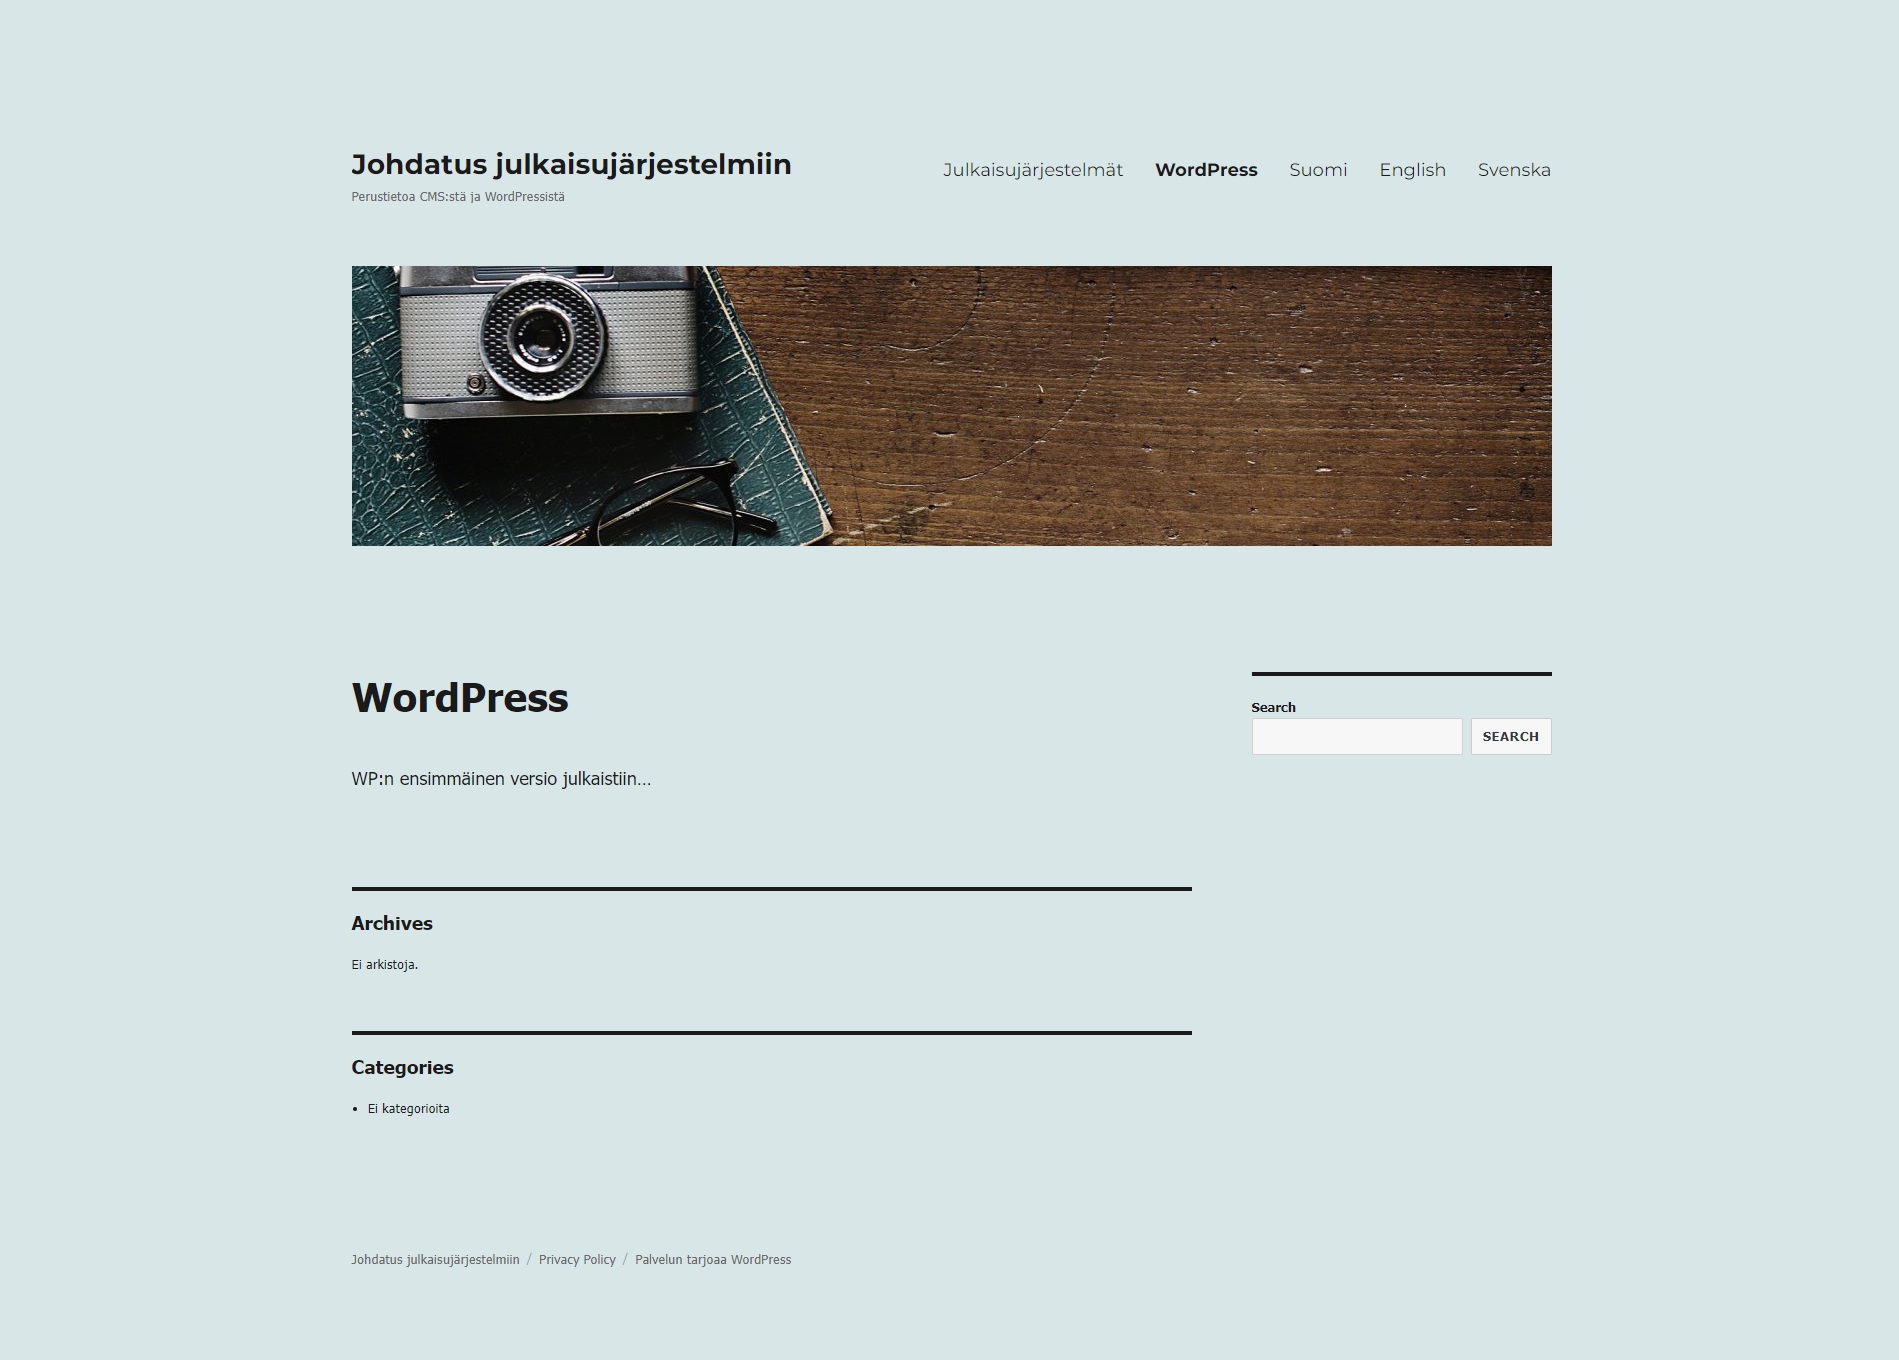 Johdatus julkaisujärjestelmiin
Perustietoa CMS:stä ja WordPressistä
Julkaisujärjestelmät WordPress Suomi English Svenska
WordPress
WP:n ensimmäinen versio julkaistiin...
Search
SEARCH
Archives
Ei arkistoja.
Categories
• Ei kategorioita
Johdatus julkaisujärjestelmiin / Privacy Policy / Palvelun tarjoaa WordPress